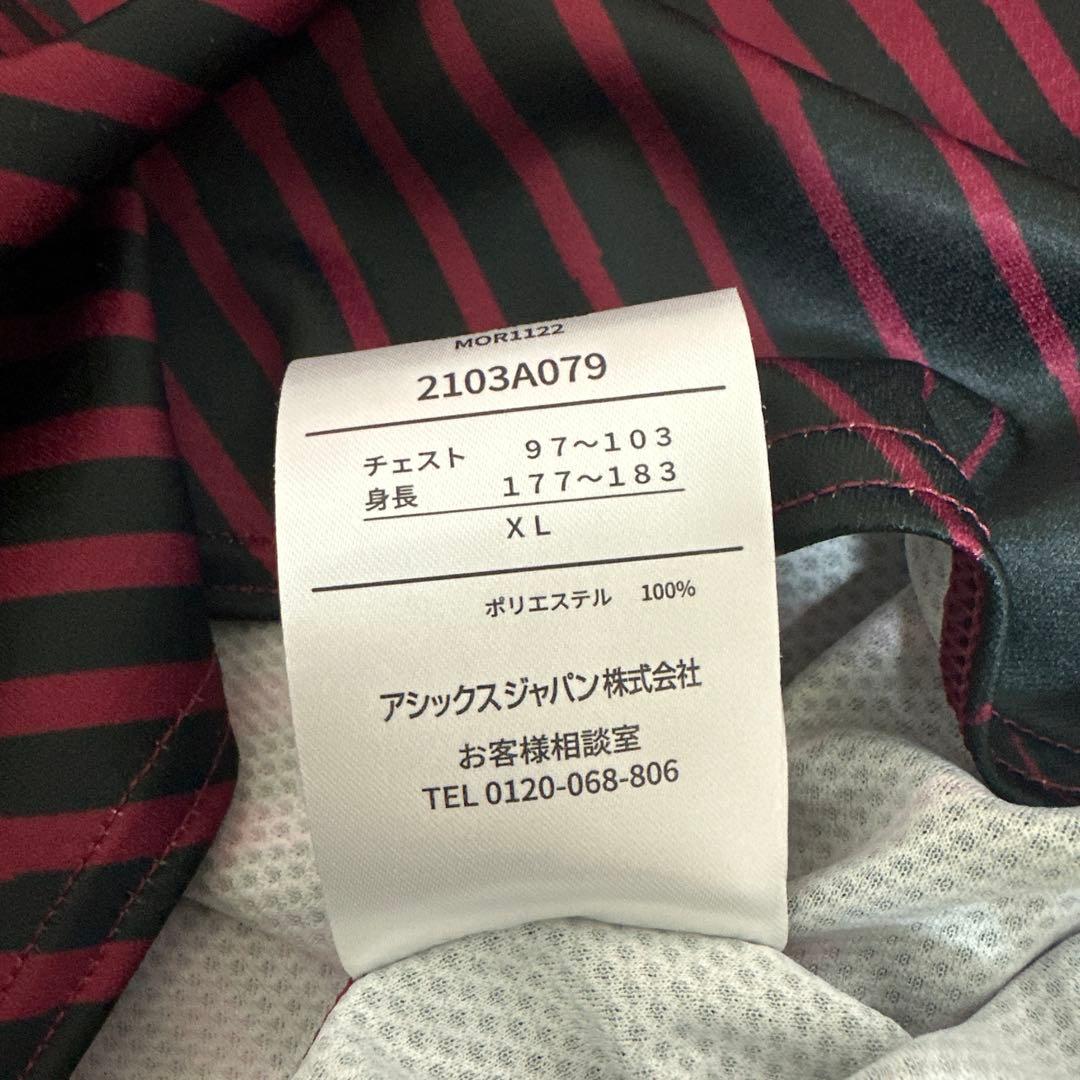 MOR1122
2103A079
チェスト 97～103
身長 177～183
XL
ポリエステル 100%
アシックスジャパン株式会社
お客様相談室
TEL 0120-068-806